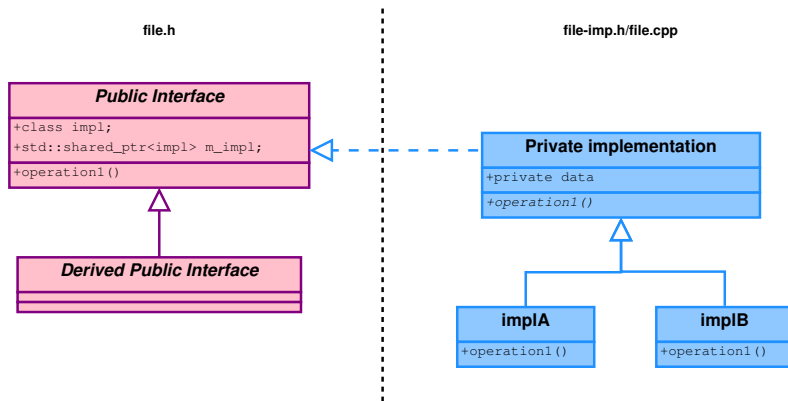 file.h
Public Interface
+class impl;
+std::shared_ptr<impl> m_impl;
+operation1()
Derived Public Interface
file-imp.h/file.cpp
Private implementation
+private data
+operation1()
implA
+operation1()
implB
+operation1()